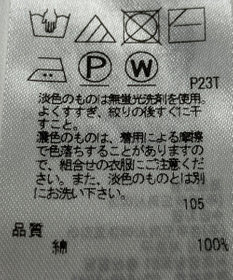 P
W
P23T
淡色のものは無蛍光洗剤を使用。
よくすすぎ、絞りの後すぐに干
すこと。
濃色のものは、着用による摩擦
で色落ちすることがありますの
で、組合せの衣服にご注意くだ
さい。また、淡色のものとは別
にお洗い下さい。
105
品質
綿 100%